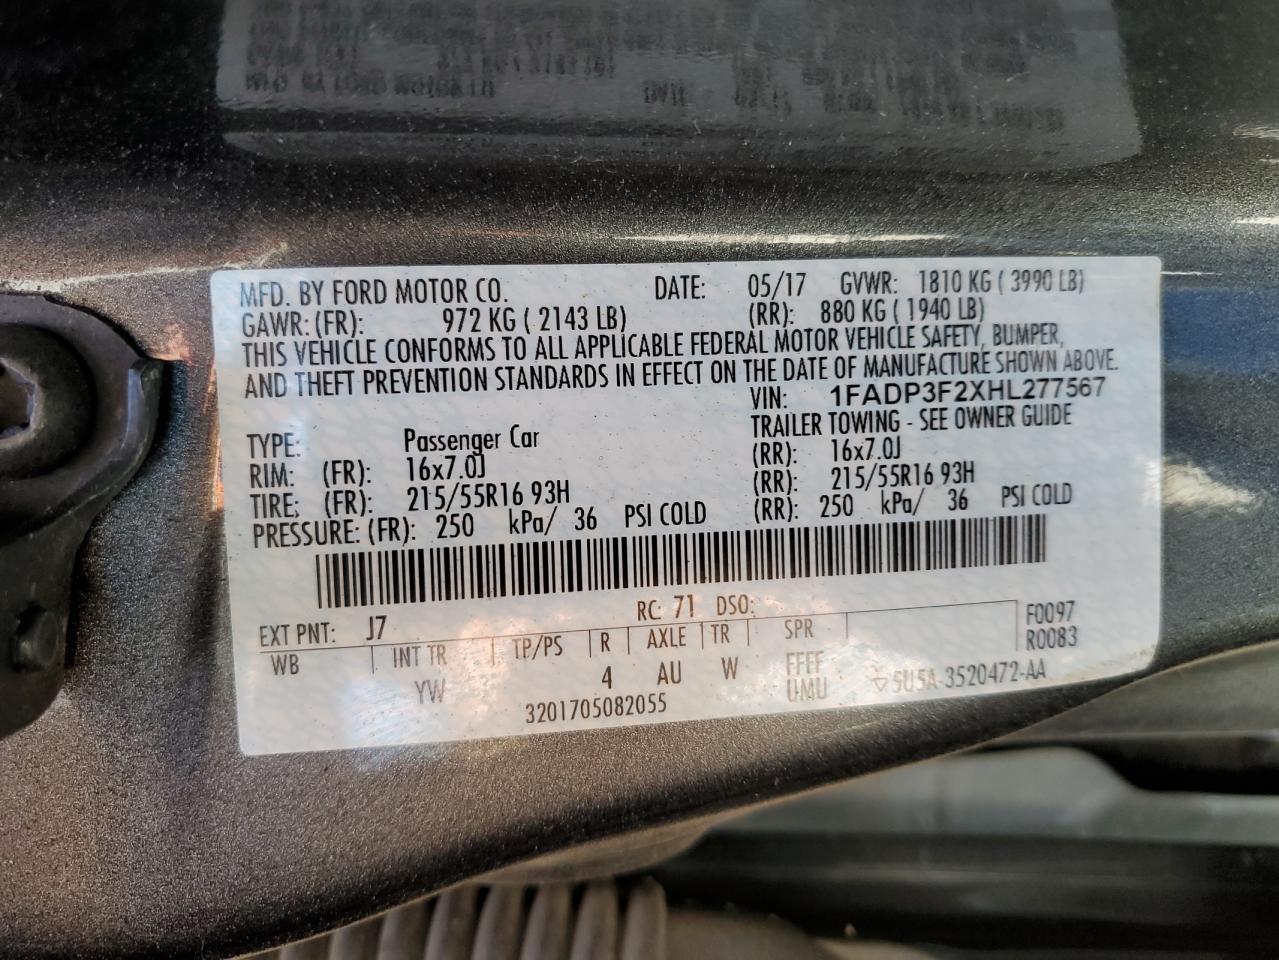 MFD. BY FORD MOTOR CO. DATE: 05/17 GVWR: 1810 KG ( 3990 LB)
GAWR: (FR): 972 KG ( 2143 LB) (RR): 880 KG ( 1940 LB)
THIS VEHICLE CONFORMS TO ALL APPLICABLE FEDERAL MOTOR VEHICLE SAFETY, BUMPER,
AND THEFT PREVENTION STANDARDS IN EFFECT ON THE DATE OF MANUFACTURE SHOWN ABOVE.
VIN: 1FADP3F2XHL277567
TRAILER TOWING - SEE OWNER GUIDE
TYPE: Passenger Car
RIM: (FR): 16x7.0J (RR): 16x7.0J
TIRE: (FR): 215/55R16 93H (RR): 215/55R16 93H
PRESSURE: (FR): 250 kPa/ 36 PSI COLD (RR): 250 kPa/ 36 PSI COLD
EXT PNT: J7 RC: 71 DSO: F0097
WB INT TR TP/PS R AXLE TR SPR R0083
YW 4 AU W FFFF
UMU 5U5A-3520472-AA
3201705082055